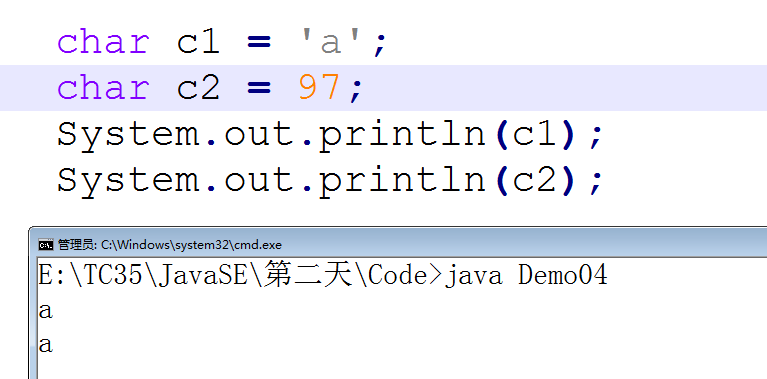 char c1 = 'a';
char c2 = 97;
System.out.println(c1);
System.out.println(c2);
管理员: C:\Windows\system32\cmd.exe
E:\TC35\JavaSE\第二天\Code>java Demo04
a
a